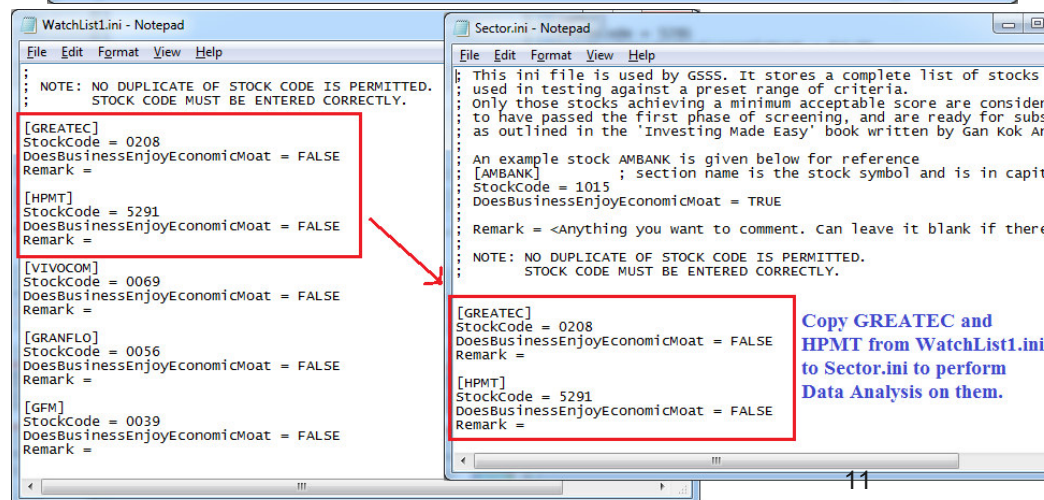 WatchList1.ini - Notepad
File Edit Format View Help
;
; NOTE: NO DUPLICATE OF STOCK CODE IS PERMITTED.
; STOCK CODE MUST BE ENTERED CORRECTLY.
[GREATEC]
StockCode = 0208
DoesBusinessEnjoyEconomicMoat = FALSE
Remark =
[HPMT]
StockCode = 5291
DoesBusinessEnjoyEconomicMoat = FALSE
Remark =
[VIVOCOM]
StockCode = 0069
DoesBusinessEnjoyEconomicMoat = FALSE
Remark =
[GRANFLO]
StockCode = 0056
DoesBusinessEnjoyEconomicMoat = FALSE
Remark =
[GFM]
StockCode = 0039
DoesBusinessEnjoyEconomicMoat = FALSE
Remark =
Sector.ini - Notepad
File Edit Format View Help
; This ini file is used by GSSS. It stores a complete list of stocks
; used in testing against a preset range of criteria.
; Only those stocks achieving a minimum acceptable score are consider
; to have passed the first phase of screening, and are ready for subs
; as outlined in the 'Investing Made Easy' book written by Gan Kok An
;
; An example stock AMBANK is given below for reference
; [AMBANK] ; section name is the stock symbol and is in capit
; StockCode = 1015
; DoesBusinessEnjoyEconomicMoat = TRUE
;
; Remark = <Anything you want to comment. Can leave it blank if there
;
; NOTE: NO DUPLICATE OF STOCK CODE IS PERMITTED.
; STOCK CODE MUST BE ENTERED CORRECTLY.
[GREATEC]
StockCode = 0208
DoesBusinessEnjoyEconomicMoat = FALSE
Remark =
[HPMT]
StockCode = 5291
DoesBusinessEnjoyEconomicMoat = FALSE
Remark =
Copy GREATEC and
HPMT from WatchList1.ini
to Sector.ini to perform
Data Analysis on them.
11